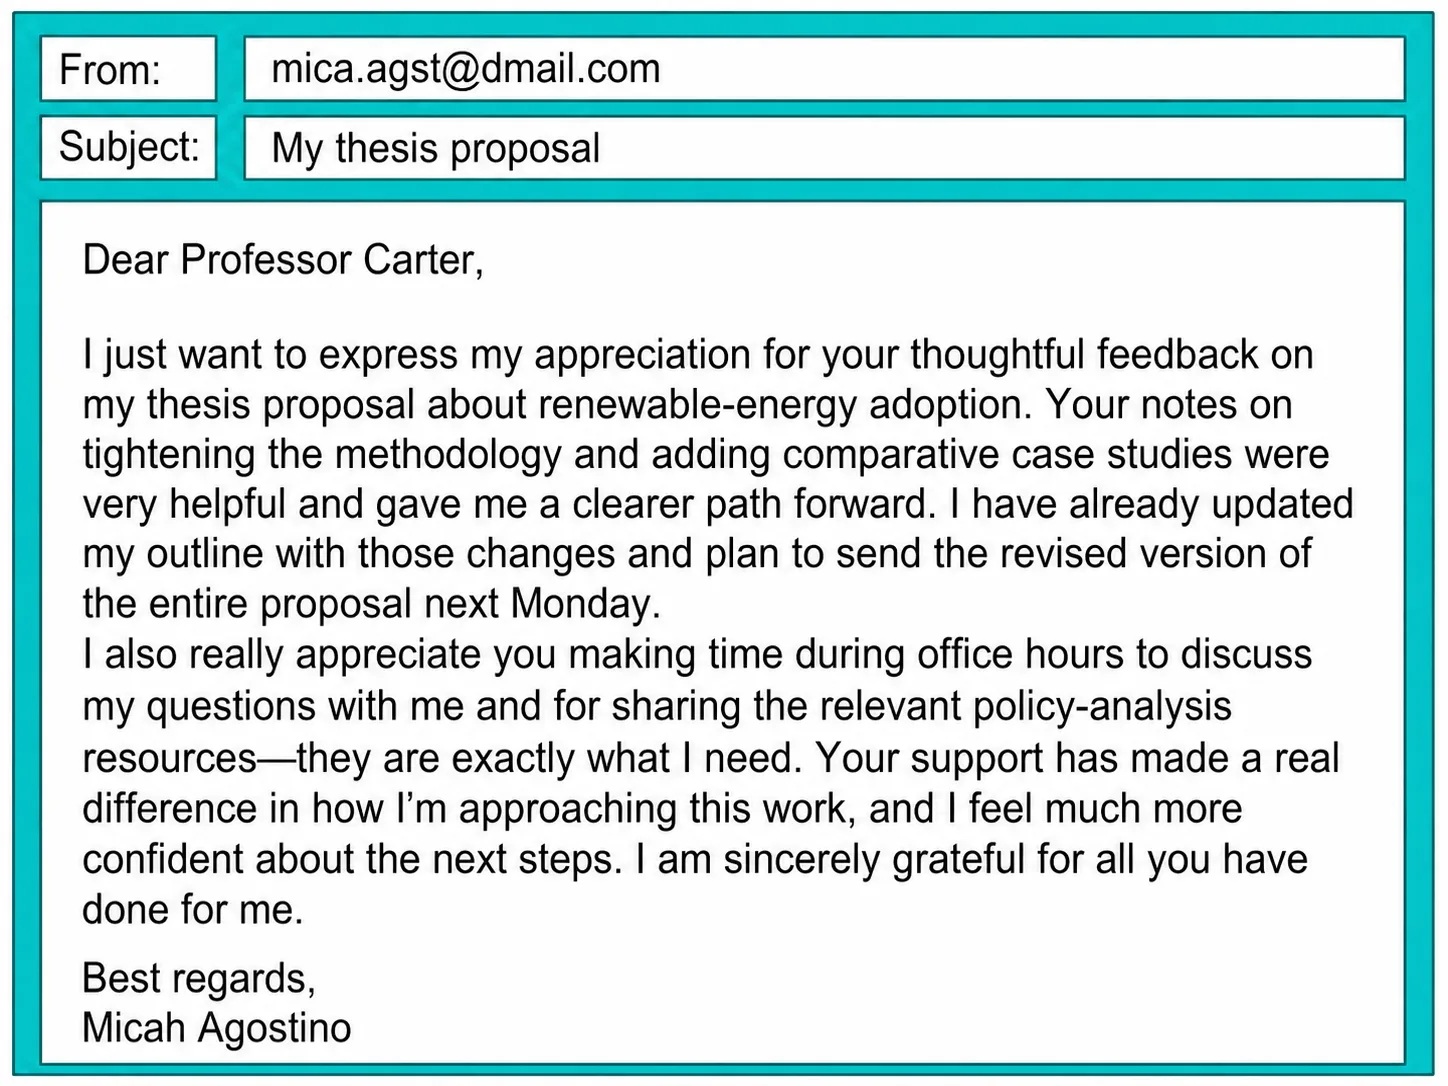 From: mica.agst@dmail.com
Subject: My thesis proposal
Dear Professor Carter,
I just want to express my appreciation for your thoughtful feedback on
my thesis proposal about renewable-energy adoption. Your notes on
tightening the methodology and adding comparative case studies were
very helpful and gave me a clearer path forward. I have already updated
my outline with those changes and plan to send the revised version of
the entire proposal next Monday.
I also really appreciate you making time during office hours to discuss
my questions with me and for sharing the relevant policy-analysis
resources—they are exactly what I need. Your support has made a real
difference in how I’m approaching this work, and I feel much more
confident about the next steps. I am sincerely grateful for all you have
done for me.
Best regards,
Micah Agostino